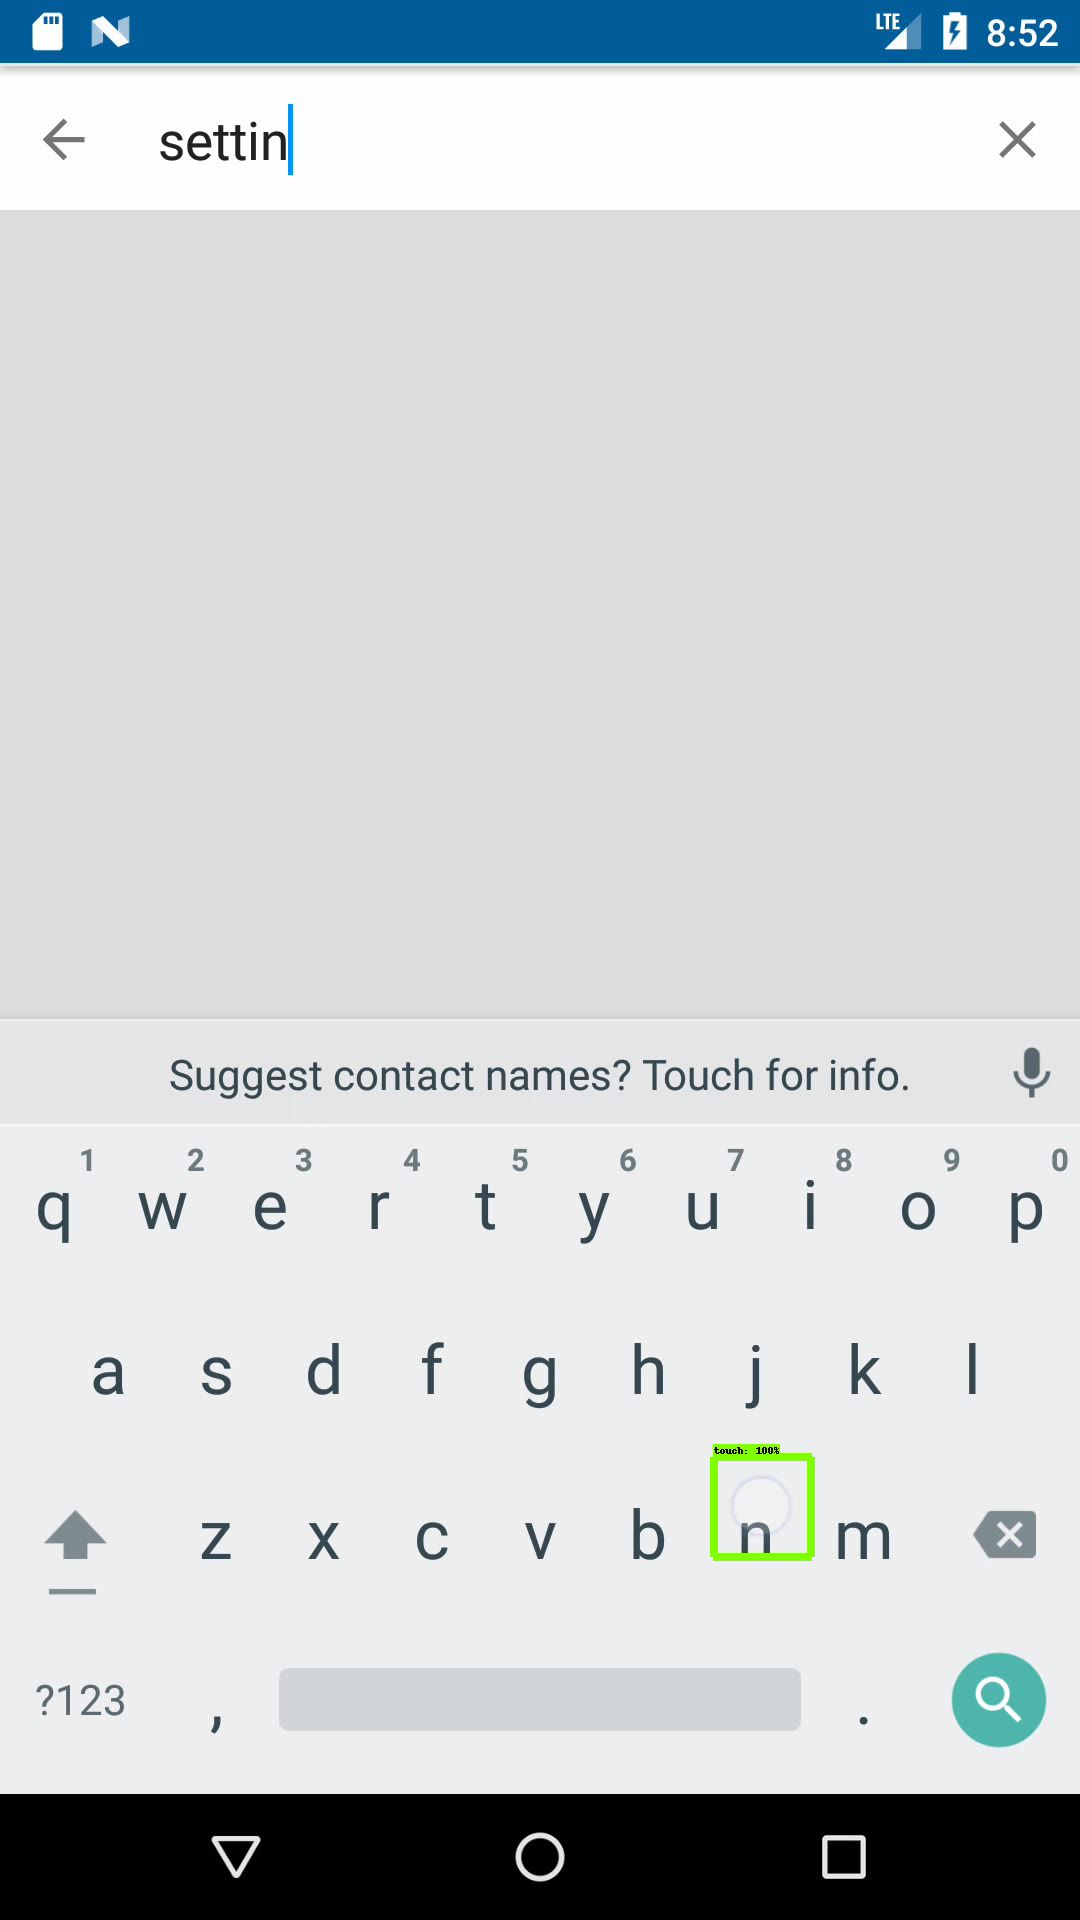 LTE 8:52
settin
Suggest contact names? Touch for info.
1 2 3 4 5 6 7 8 9 0
q w e r t y u i o p
a s d f g h j k l
touch: 100%
z x c v b n m
?123 , .